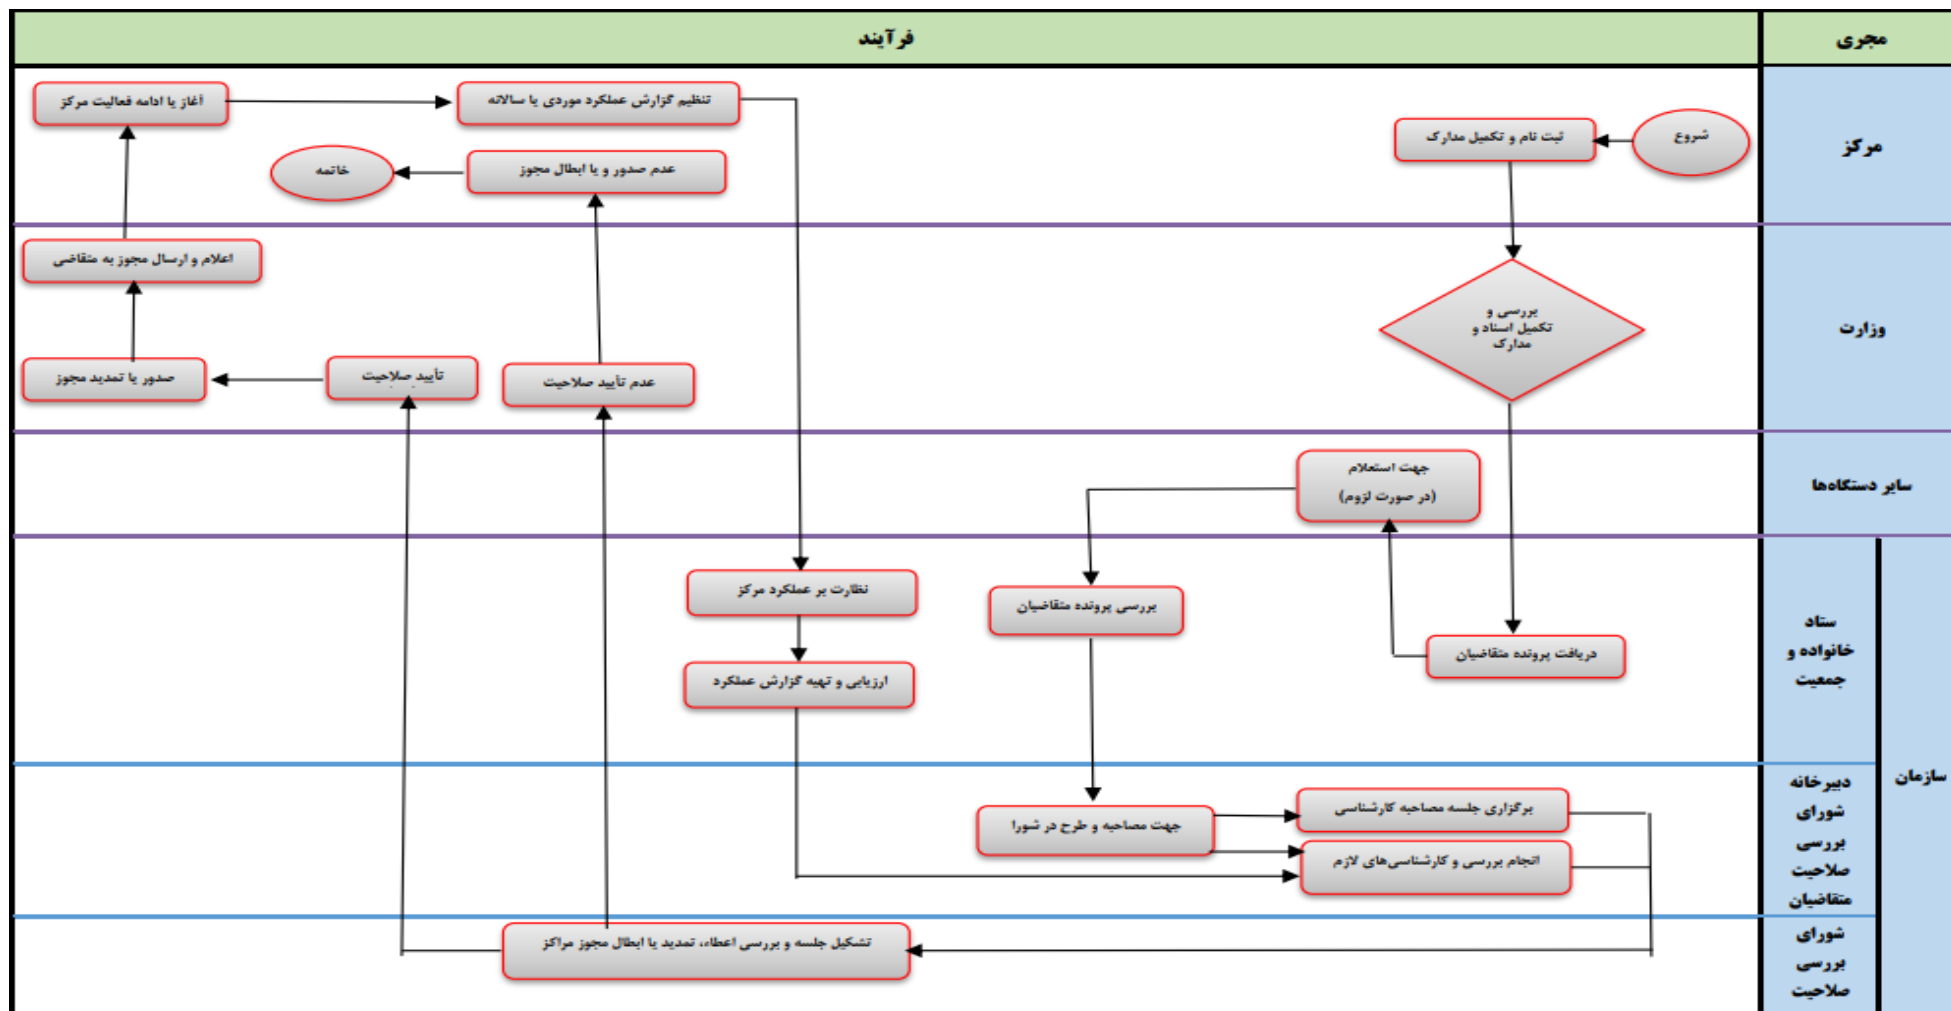 مجری
فرآیند
مرکز
شروع
ثبت نام و تکمیل مدارک
تنظیم گزارش عملکرد موردی یا سالانه
آغاز یا ادامه فعالیت مرکز
عدم صدور و یا ابطال مجوز
خاتمه
وزارت
بررسی و
تکمیل اسناد و
مدارک
اعلام و ارسال مجوز به متقاضی
عدم تأیید صلاحیت
تأیید صلاحیت
صدور یا تمدید مجوز
سایر دستگاه‌ها
جهت استعلام
(در صورت لزوم)
سازمان
ستاد
خانواده و
جمعیت
دریافت پرونده متقاضیان
بررسی پرونده متقاضیان
نظارت بر عملکرد مرکز
ارزیابی و تهیه گزارش عملکرد
دبیرخانه
شورای
بررسی
صلاحیت
متقاضیان
برگزاری جلسه مصاحبه کارشناسی
جهت مصاحبه و طرح در شورا
انجام بررسی و کارشناسی‌های لازم
شورای
بررسی
صلاحیت
تشکیل جلسه و بررسی اعطاء، تمدید یا ابطال مجوز مراکز